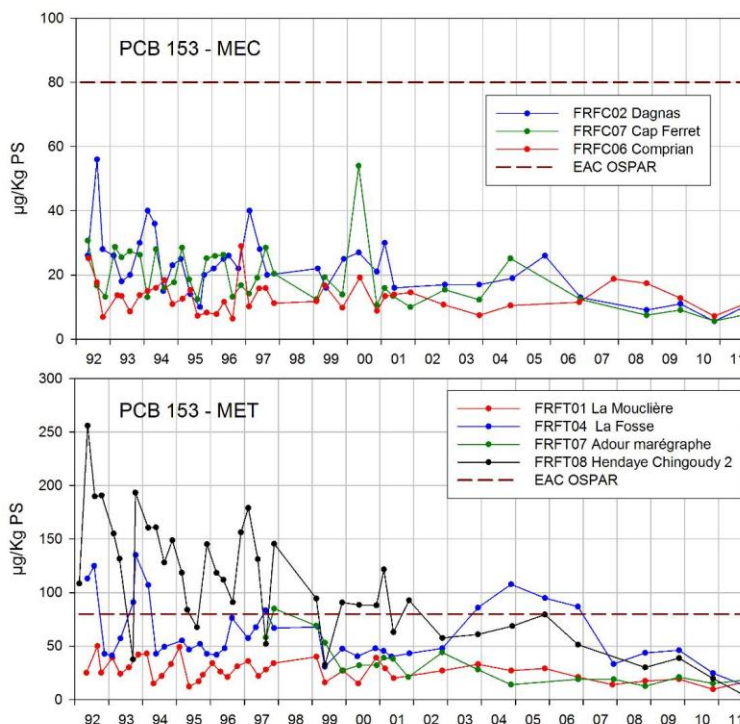 PCB 153 - MEC
µg/Kg PS
100
80
60
40
20
0
FRFC02 Dagnas
FRFC07 Cap Ferret
FRFC06 Comprian
EAC OSPAR
92 93 94 95 96 97 98 99 00 01 02 03 04 05 06 07 08 09 10 11
PCB 153 - MET
µg/Kg PS
300
250
200
150
100
50
0
FRFT01 La Mouclière
FRFT04 La Fosse
FRFT07 Adour marégraphe
FRFT08 Hendaye Chingoudy 2
EAC OSPAR
92 93 94 95 96 97 98 99 00 01 02 03 04 05 06 07 08 09 10 11